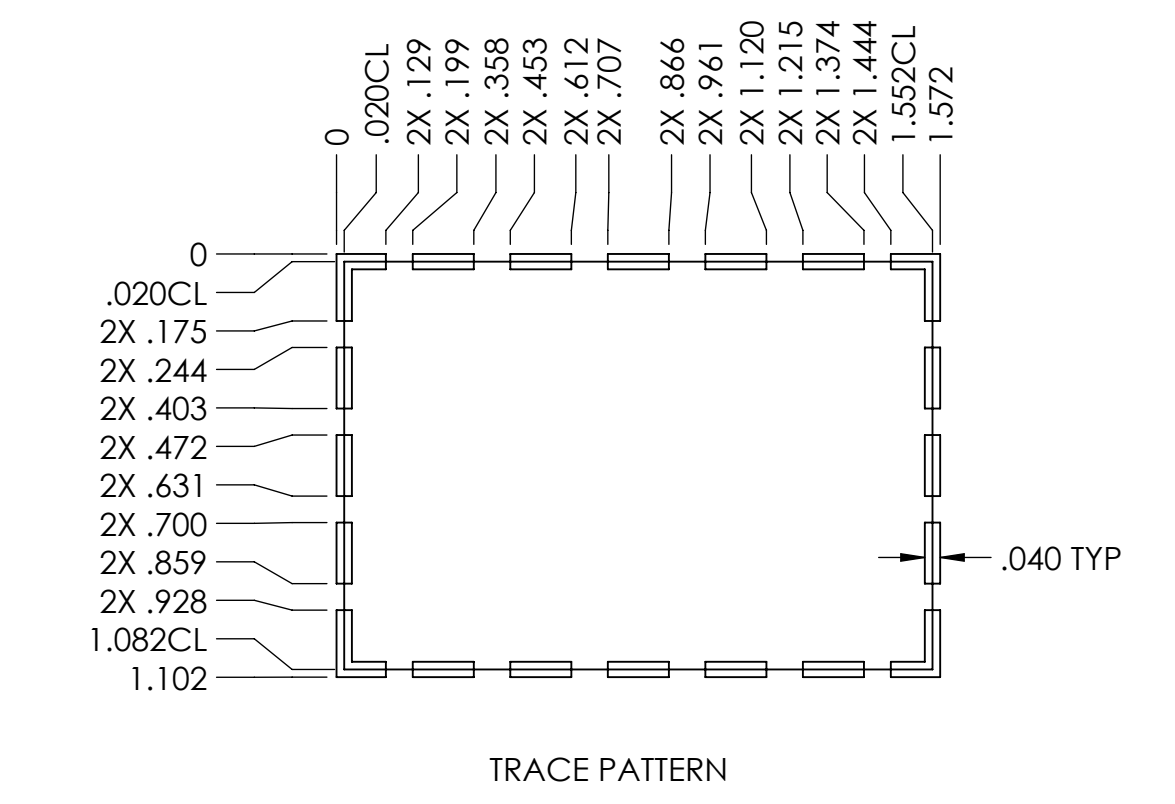 0
.020CL
2X .129
2X .199
2X .358
2X .453
2X .612
2X .707
2X .866
2X .961
2X 1.120
2X 1.215
2X 1.374
2X 1.444
1.552CL
1.572
0
.020CL
2X .175
2X .244
2X .403
2X .472
2X .631
2X .700
2X .859
2X .928
1.082CL
1.102
.040 TYP
TRACE PATTERN